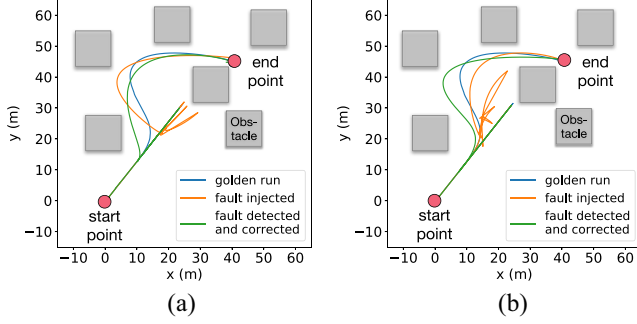 60
50
40
30
20
10
0
−10
y (m)
end
point
Obs-
tacle
start
point
golden run
fault injected
fault detected
and corrected
−10 0 10 20 30 40 50 60
x (m)
(a)
60
50
40
30
20
10
0
−10
y (m)
end
point
Obs-
tacle
start
point
golden run
fault injected
fault detected
and corrected
−10 0 10 20 30 40 50 60
x (m)
(b)